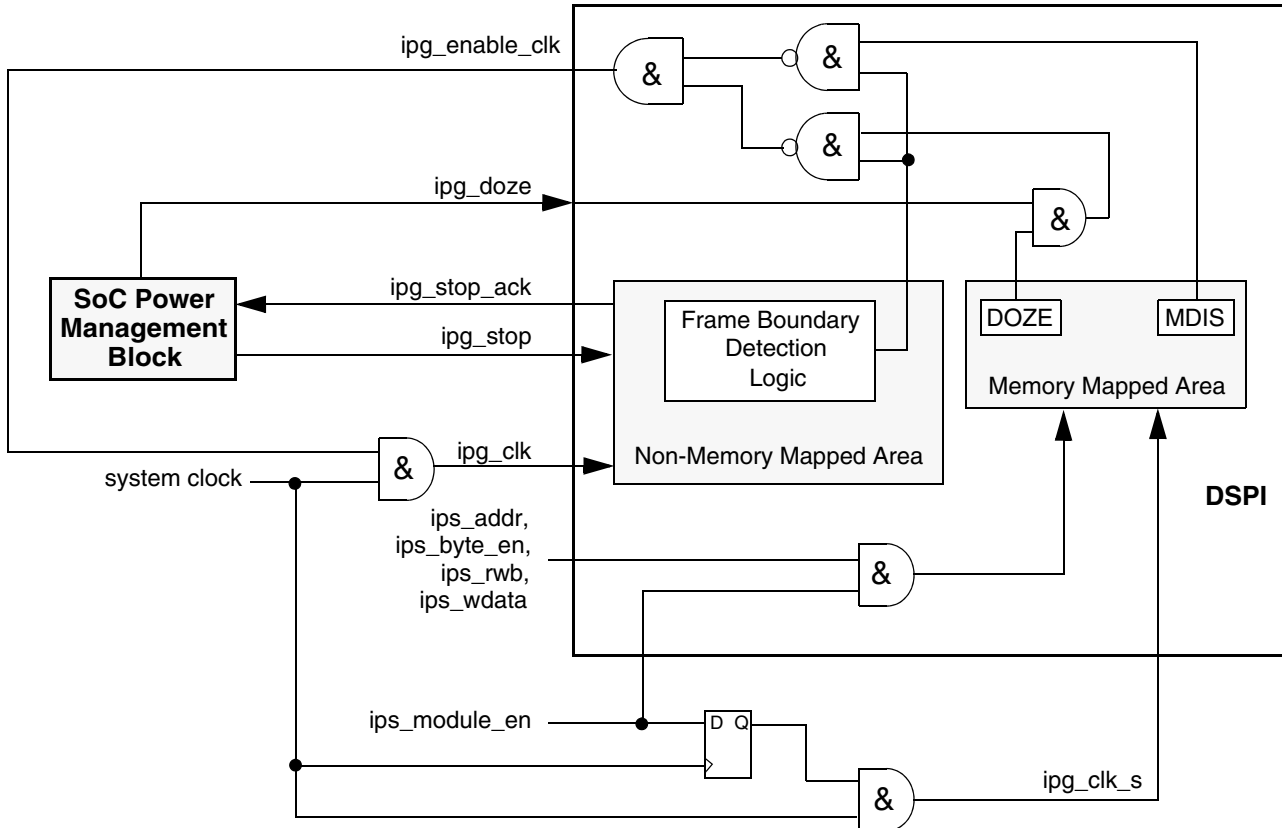 ipg_enable_clk
&
&
&
ipg_doze
&
SoC Power
Management
Block
ipg_stop_ack
ipg_stop
Frame Boundary
Detection
Logic
DOZE
MDIS
Memory Mapped Area
Non-Memory Mapped Area
system clock
&
ipg_clk
DSPI
ips_addr,
ips_byte_en,
ips_rwb,
ips_wdata
&
ips_module_en
D Q
&
ipg_clk_s